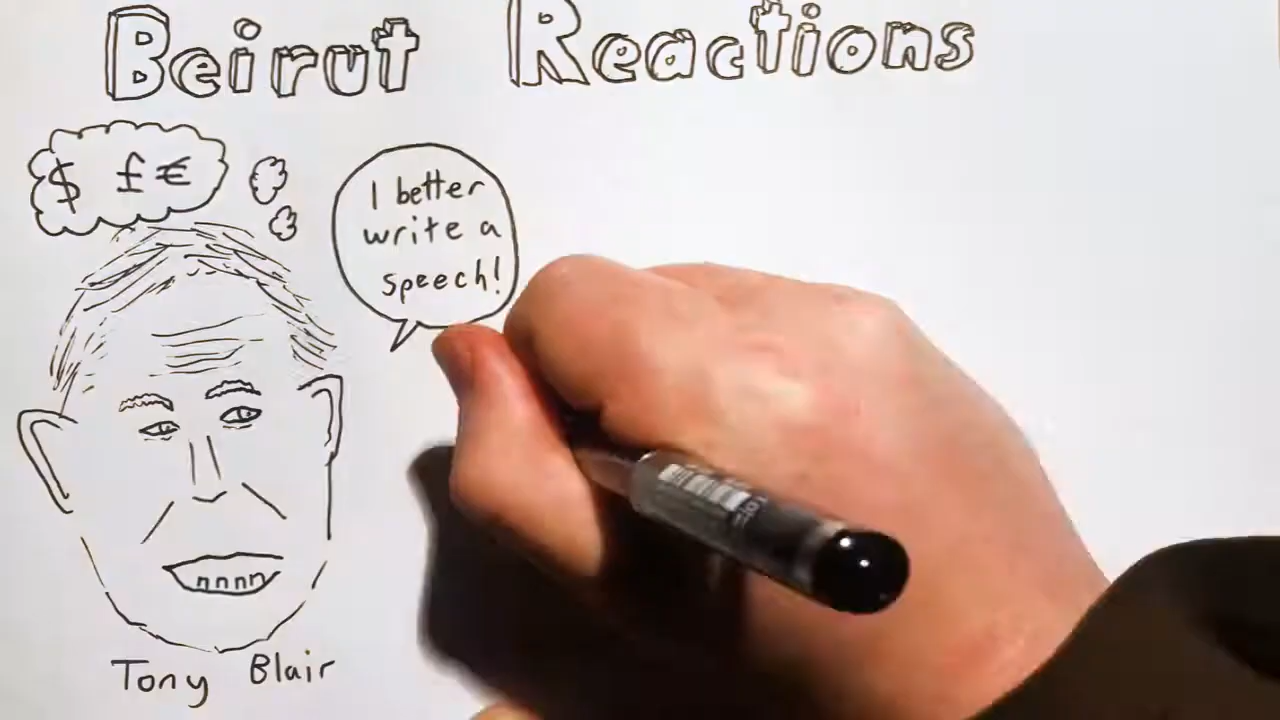 Beirut Reactions
$ £ €
I better
write a
speech!
Tony Blair